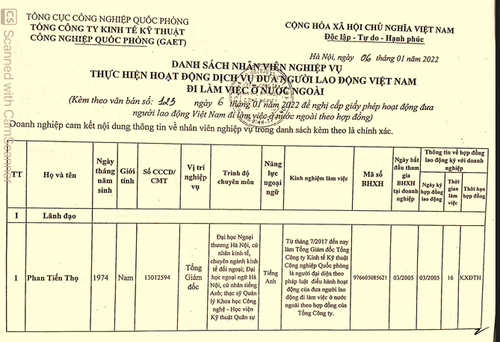 TỔNG CỤC CÔNG NGHIỆP QUỐC PHÒNG
TỔNG CÔNG TY KINH TẾ KỸ THUẬT
CÔNG NGHIỆP QUỐC PHÒNG (GAET)
CỘNG HÒA XÃ HỘI CHỦ NGHĨA VIỆT NAM
Độc lập - Tự do - Hạnh phúc
Hà Nội, ngày 06 tháng 01 năm 2022
DANH SÁCH NHÂN VIÊN NGHIỆP VỤ
THỰC HIỆN HOẠT ĐỘNG DỊCH VỤ ĐƯA NGƯỜI LAO ĐỘNG VIỆT NAM
ĐI LÀM VIỆC Ở NƯỚC NGOÀI
(Kèm theo văn bản số: 123 ngày 6 tháng 01 năm 2022 đề nghị cấp giấy phép hoạt động đưa
người lao động Việt Nam đi làm việc ở nước ngoài theo hợp đồng)
Doanh nghiệp cam kết nội dung thông tin về nhân viên nghiệp vụ trong danh sách kèm theo là chính xác.
TT
Họ và tên
Ngày
tháng
năm
sinh
Giới
tính
Số CCCĐ/
CMT
Vị trí
nghiệp
vụ
Trình độ
chuyên môn
Năng
lực
ngoại
ngữ
Kinh nghiệm làm việc
Mã số
BHXH
Ngày bắt
đầu tham
gia
BHXH
tại doanh
nghiệp
Thông tin về hợp đồng
lao động ký với doanh
nghiệp
Ngày ký
hợp đồng
lao động
Thời
gian
làm
việc
Thời hạn
hợp đồng
I
Lãnh đạo
1
Phan Tiến Thọ
1974
Nam
13012594
Tổng
Giám
đốc
Đại học Ngoại
thương Hà Nội, cử
nhân kinh tế,
chuyên ngành kinh
tế đối ngoại; Đại
học ngoại ngữ Hà
Nội, cử nhân tiếng
Anh; thạc sỹ Quản
lý Khoa học Công
nghệ - Học viện
Kỹ thuật Quân sự
Tiếng
Anh
Từ tháng 7/2017 đến nay
làm Tổng Giám đốc Tổng
Công ty Kinh tế Kỹ thuật
Công nghiệp Quốc phòng
là người đại diện theo
pháp luật điều hành hoạt
động của đưa người lao
động đi làm việc ở nước
ngoài theo hợp đồng của
Tổng Công ty.
976605085621
03/2005
03/2005
16
KXĐTH
CS Scanned with CamScanner